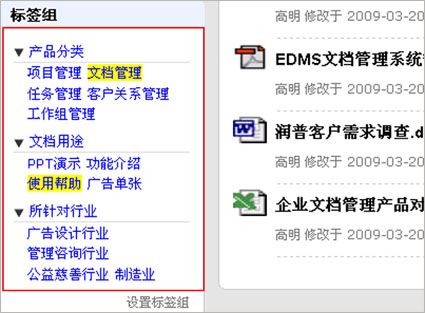 标签组
产品分类
项目管理 文档管理
任务管理 客户关系管理
工作组管理
文档用途
PPT演示 功能介绍
使用帮助 广告单张
所针对行业
广告设计行业
管理咨询行业
公益慈善行业 制造业
设置标签组
高明 修改于 2009-03-20
EDMS文档管理系统
高明 修改于 2009-03-20
润普客户需求调查.d
高明 修改于 2009-03-20
企业文档管理产品对
高明 修改于 2009-03-20